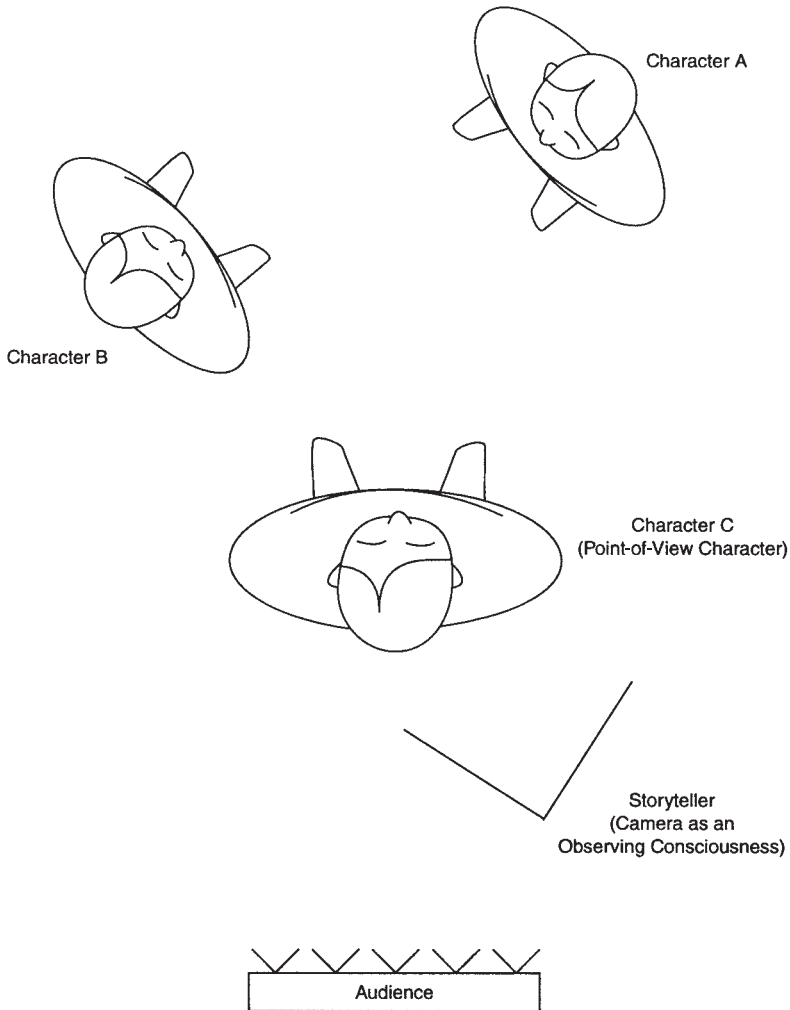 Character A
Character B
Character C
(Point-of-View Character)
Storyteller
(Camera as an
Observing Consciousness)
Audience